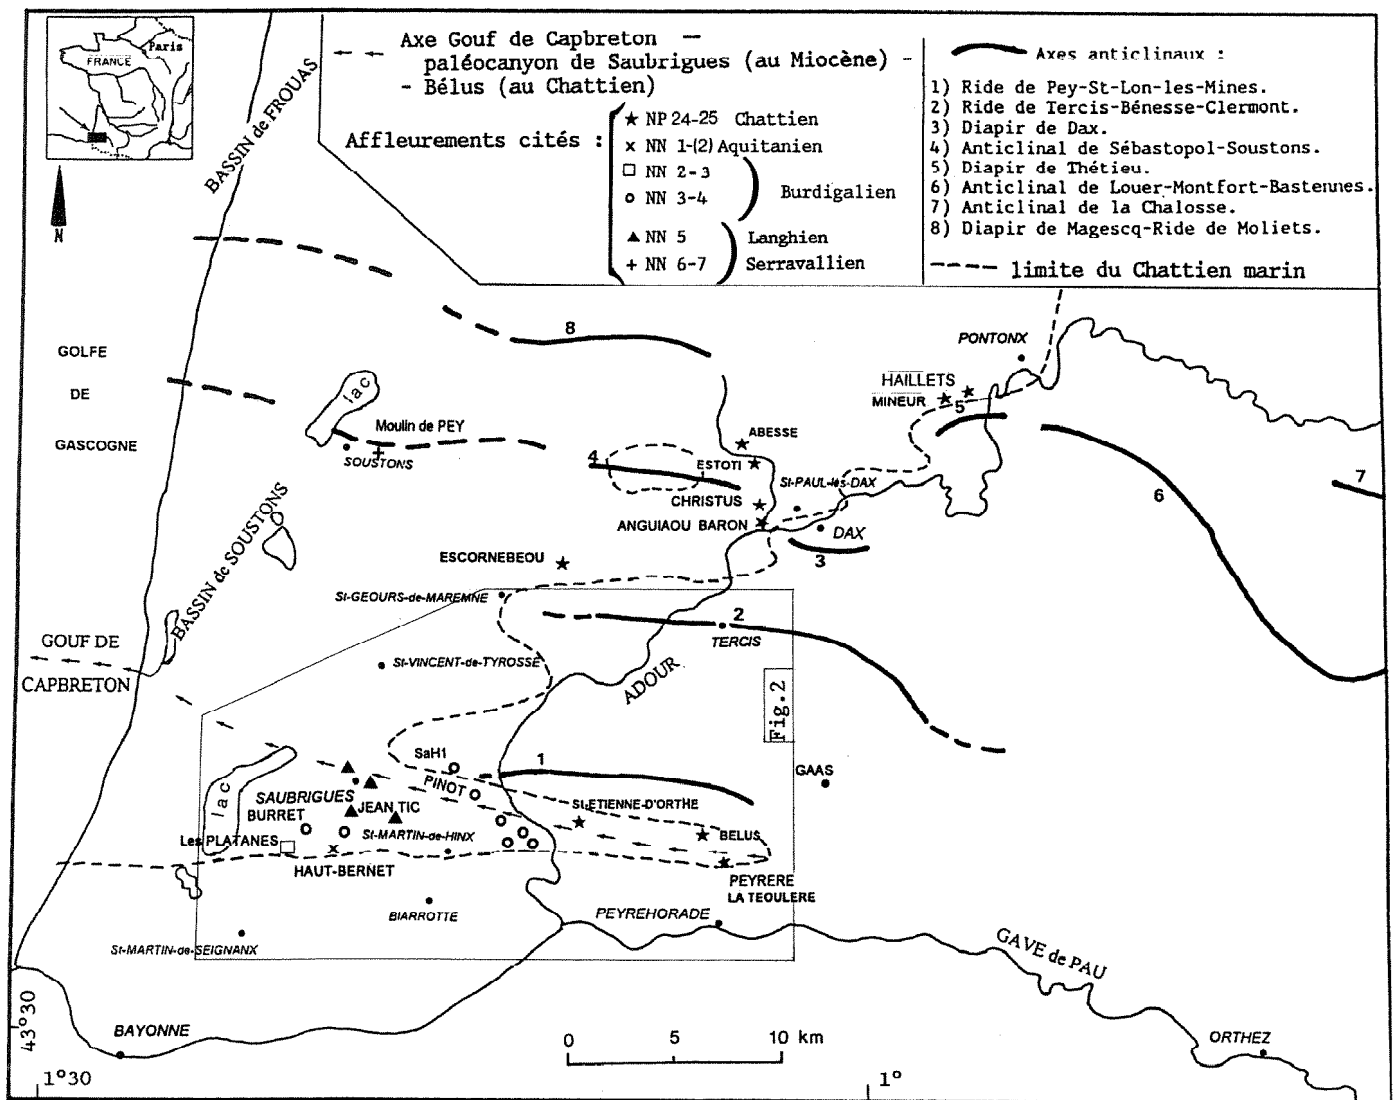 Paris
FRANCE
N
Axe Gouf de Capbreton —
paléocanyon de Saubrigues (au Miocène) -
- Bélus (au Chattien)
Affleurements cités :
NP 24-25 Chattien
NN 1-(2) Aquitanien
NN 2-3
NN 3-4
Burdigalien
NN 5 Langhien
NN 6-7 Serravallien
Axes anticlinaux :
1) Ride de Pey-St-Lon-les-Mines.
2) Ride de Tercis-Bénesse-Clermont.
3) Diapir de Dax.
4) Anticlinal de Sébastopol-Soustons.
5) Diapir de Thétieu.
6) Anticlinal de Louer-Montfort-Bastennes.
7) Anticlinal de la Chalosse.
8) Diapir de Magescq-Ride de Moliets.
limite du Chattien marin
BASSIN de FROUAS
GOLFE
DE
GASCOGNE
8
PONTONX
HAILLETS
MINEUR
5
lac
Moulin de PEY
SOUSTONS
ABESSE
ESTOTI
4
St-PAUL-lès-DAX
CHRISTUS
ANGUIAOU BARON
DAX
3
6
7
BASSIN de SOUSTONS
ESCORNEBEOU
St-GEOURS-de-MAREMNE
2
TERCIS
GOUF DE
CAPBRETON
St-VINCENT-de-TYROSSE
ADOUR
Fig.2
SaH1
PINOT
1
GAAS
lac
SAUBRIGUES
JEAN TIC
BURRET
St-ETIENNE-D'ORTHE
Les PLATANES
St-MARTIN-de-HINX
BELUS
HAUT-BERNET
PEYRERE
LA TEOULERE
BIARROTTE
PEYREHORADE
St-MARTIN-de-SEIGNANX
GAVE de PAU
43°30
BAYONNE
0 5 10 km
ORTHEZ
1°30
1°